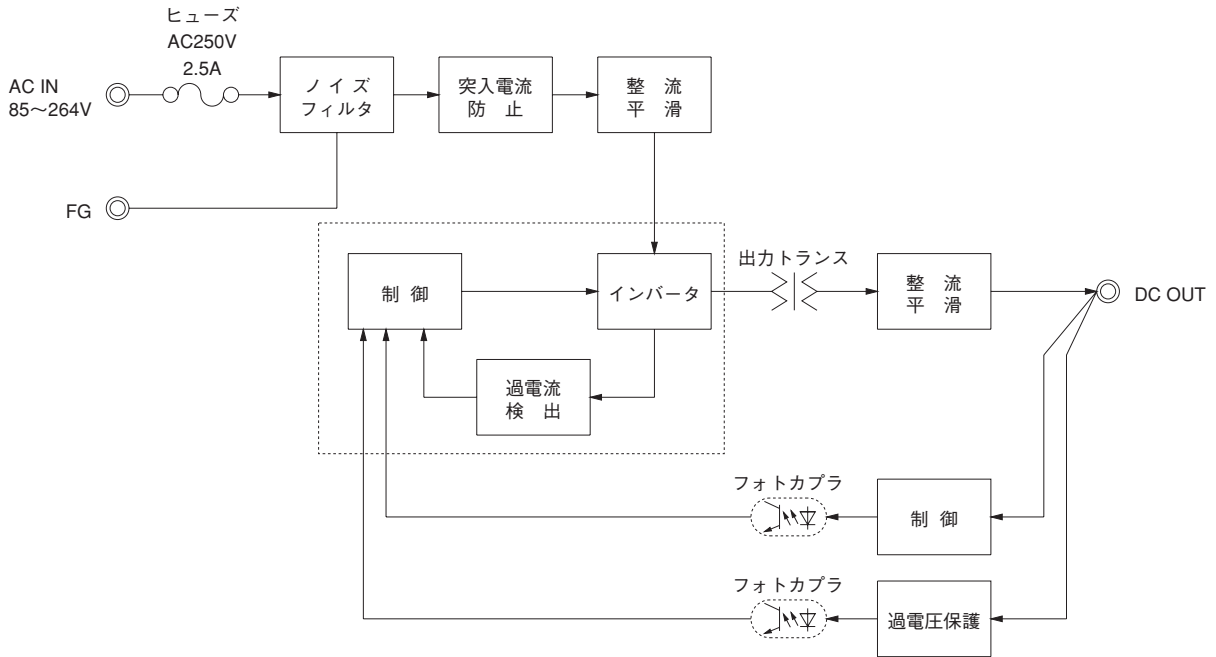 ヒューズ
AC250V
2.5A
AC IN
85～264V
ノイズ
フィルタ
突入電流
防止
整流
平滑
FG
制御
インバータ
出力トランス
整流
平滑
DC OUT
過電流
検出
フォトカプラ
制御
フォトカプラ
過電圧保護